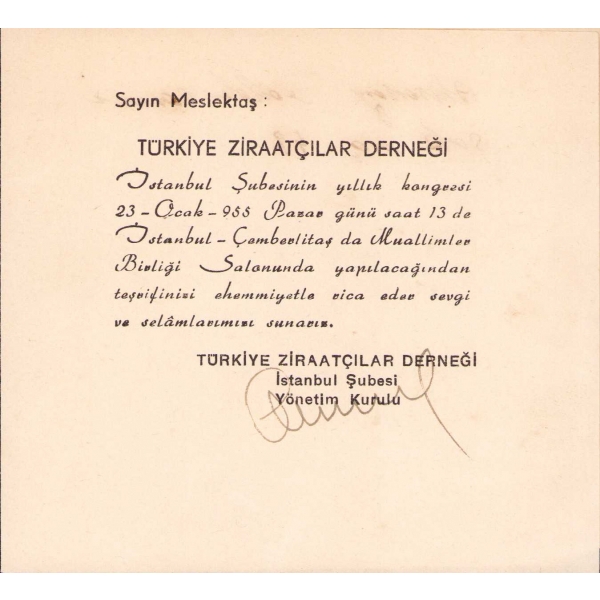 Sayın Meslektaş :
TÜRKİYE ZİRAATÇILAR DERNEĞİ
İstanbul Şubesinin yıllık kongresi
23 - Ocak - 955 Pazar günü saat 13 de
İstanbul - Çemberlitaş da Muallimler
Birliği Salonunda yapılacağından
teşrifinizi ehemmiyetle rica eder sevgi
ve selâmlarımızı sunarız.
TÜRKİYE ZİRAATÇILAR DERNEĞİ
İstanbul Şubesi
Yönetim Kurulu